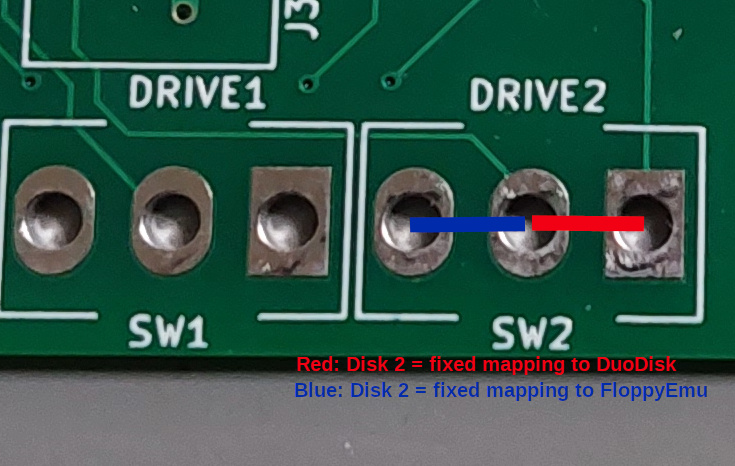 J3
DRIVE1
DRIVE2
SW1
SW2
Red: Disk 2 = fixed mapping to DuoDisk
Blue: Disk 2 = fixed mapping to FloppyEmu